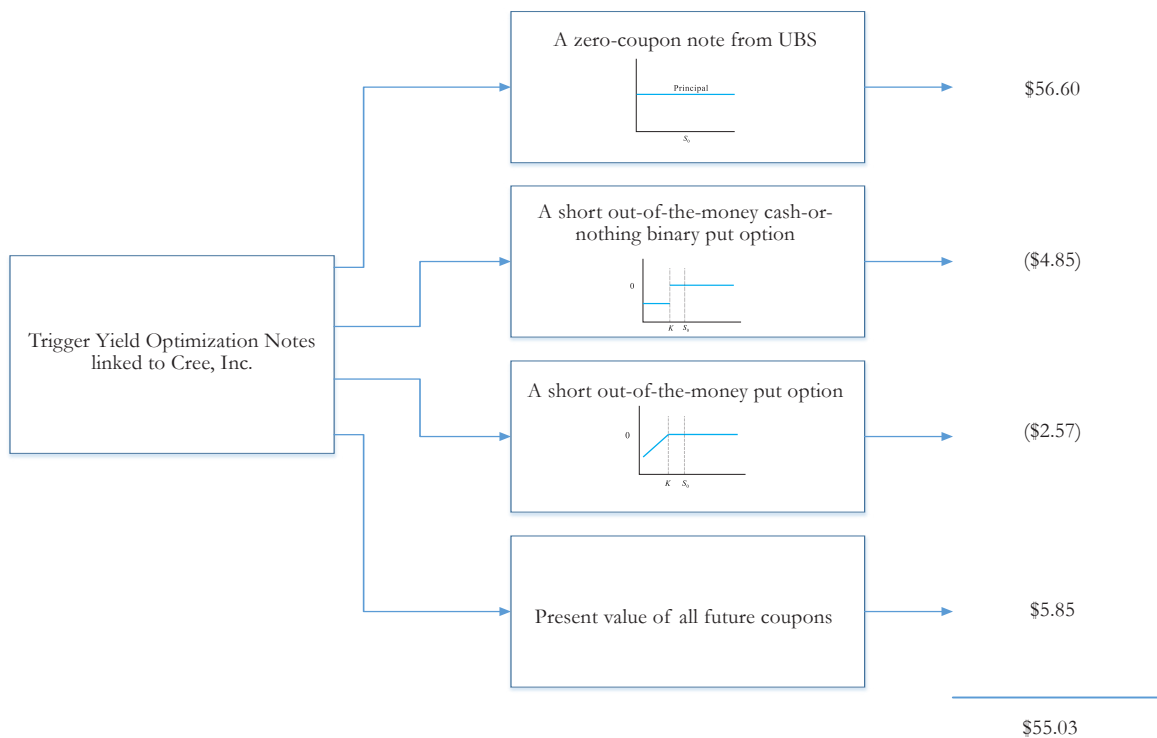 A zero-coupon note from UBS
Principal
S₀
$56.60
A short out-of-the-money cash-or-
nothing binary put option
0
K S₀
($4.85)
Trigger Yield Optimization Notes
linked to Cree, Inc.
A short out-of-the-money put option
0
K S₀
($2.57)
Present value of all future coupons
$5.85
$55.03